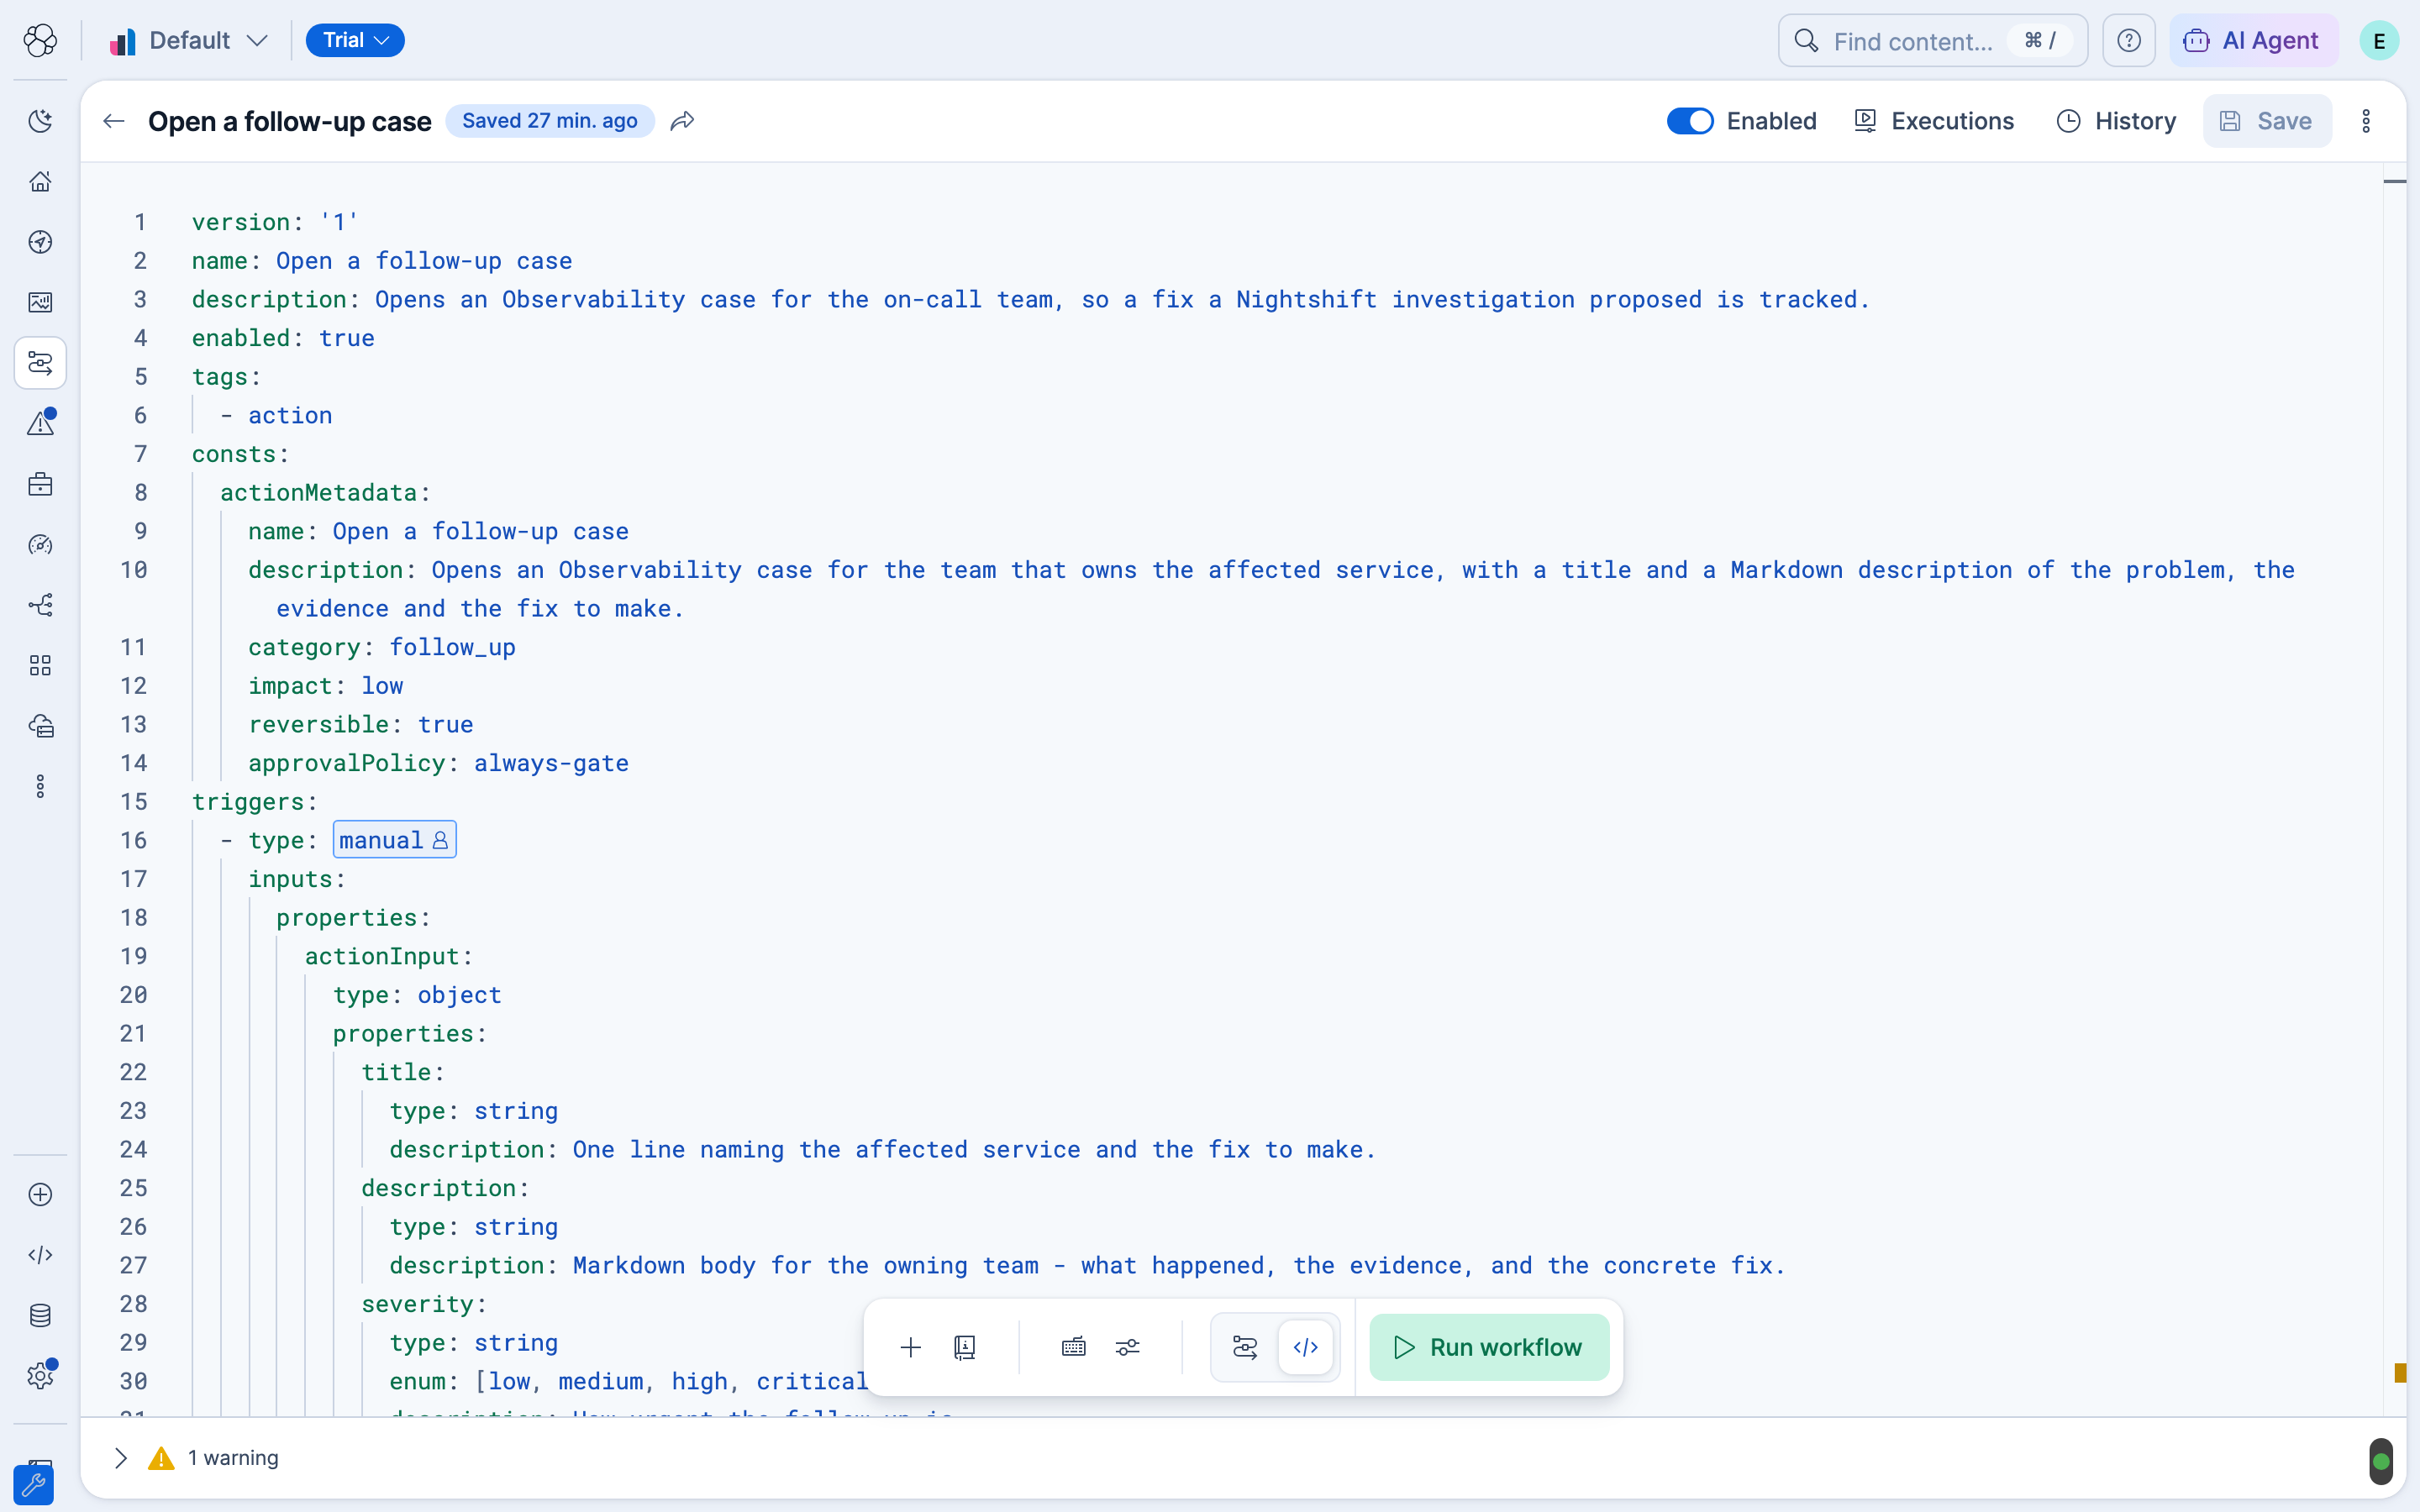 Default
Trial
Find content...
⌘ /
AI Agent
E
Open a follow-up case
Saved 27 min. ago
Enabled
Executions
History
Save
1 version: '1'
2 name: Open a follow-up case
3 description: Opens an Observability case for the on-call team, so a fix a Nightshift investigation proposed is tracked.
4 enabled: true
5 tags:
6 - action
7 consts:
8 actionMetadata:
9 name: Open a follow-up case
10 description: Opens an Observability case for the team that owns the affected service, with a title and a Markdown description of the problem, the
evidence and the fix to make.
11 category: follow_up
12 impact: low
13 reversible: true
14 approvalPolicy: always-gate
15 triggers:
16 - type: manual
17 inputs:
18 properties:
19 actionInput:
20 type: object
21 properties:
22 title:
23 type: string
24 description: One line naming the affected service and the fix to make.
25 description:
26 type: string
27 description: Markdown body for the owning team - what happened, the evidence, and the concrete fix.
28 severity:
29 type: string
30 enum: [low, medium, high, critical
Run workflow
1 warning